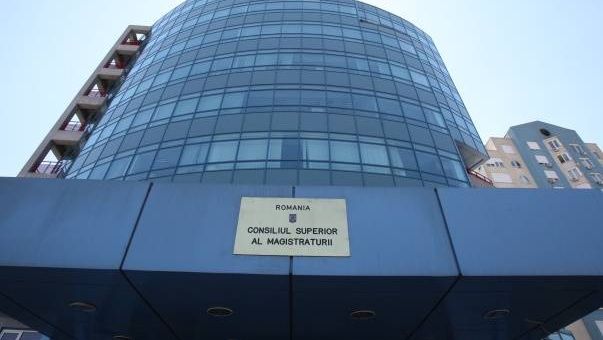 ROMANIA
CONSILIUL SUPERIOR
AL MAGISTRATURII